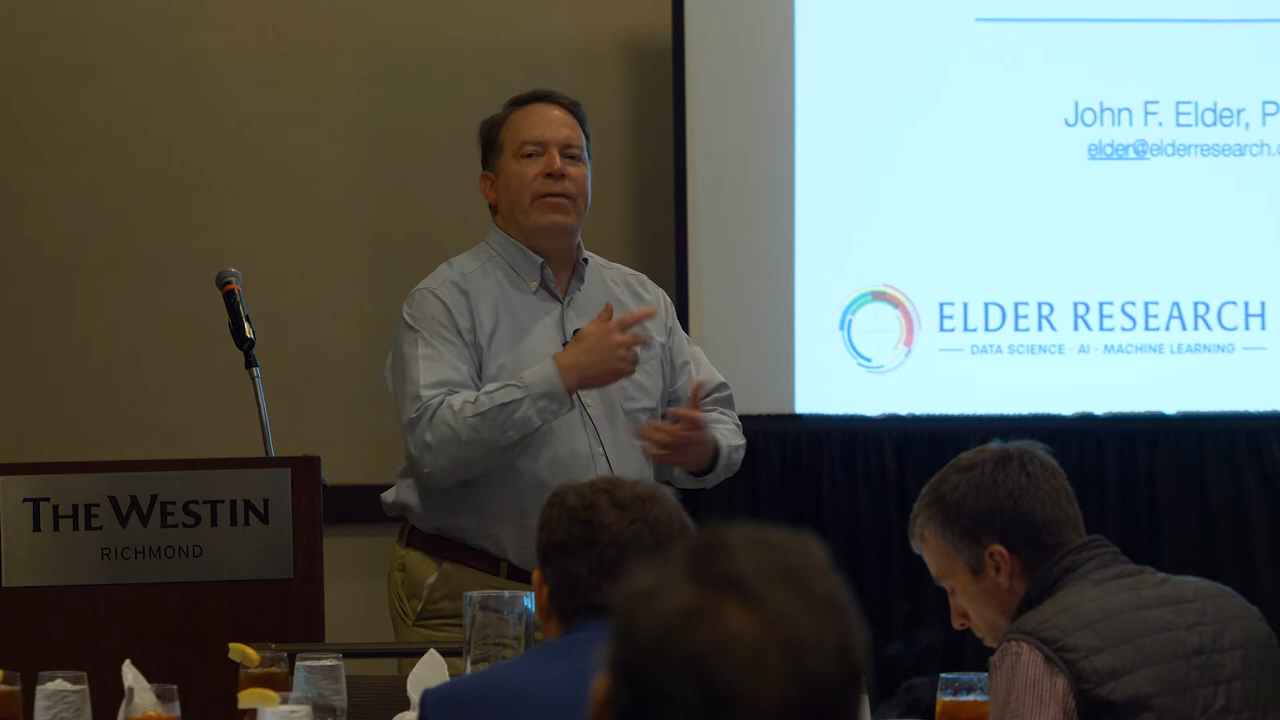 John F. Elder, P
elder@elderresearch.c
ELDER RESEARCH
DATA SCIENCE · AI · MACHINE LEARNING
THE WESTIN
RICHMOND